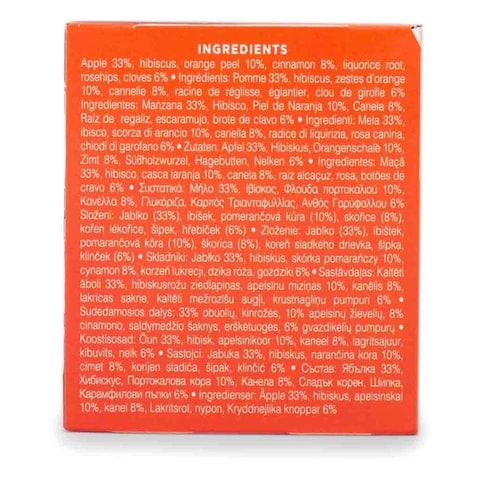 INGREDIENTS
Apple 33%, hibiscus, orange peel 10%, cinnamon 8%, liquorice root,
rosehips, cloves 6% • Ingrédients: Pomme 33%, hibiscus, zestes d'orange
10%, cannelle 8%, racine de réglisse, églantier, clou de girofle 6%
Ingredientes: Manzana 33%, Hibisco, Piel de Naranja 10%, Canela 8%,
Raíz de regaliz, escaramujo, brote de clavo 6% • Ingredienti: Mela 33%,
ibisco, scorza di arancio 10%, canella 8%, radice di liquirizia, rosa canina,
chiodi di garofano 6% • Zutaten: Apfel 33%, Hibiskus, Orangenschale 10%,
Zimt 8%, Süßholzwurzel, Hagebutten, Nelken 6% • Ingredientes: Maçã
33%, hibisco, casca laranja 10%, canela 8%, raiz alcaçuz, rosa, botões de
cravo 6% • Συστατικά: Μήλο 33%, Ιβίσκος, Φλούδα πορτοκαλιού 10%,
Κανέλλα 8%, Γλυκόριζα, Καρπός Τριανταφυλλίας, Ανθός Γαρύφαλλου 6%
Složení: Jablko (33%), ibišek, pomerančová kůra (10%), skořice (8%),
kořen lékořice, šípek, hřebíček (6%) • Zloženie: Jablko (33%), ibištek,
pomarančová kôra (10%), škorica (8%), koreň sladkého drievka, šípka,
klinček (6%) • Składniki: Jabłko 33%, hibiskus, skórka pomarańczy 10%,
cynamon 8%, korzeń lukrecji, dzika róża, goździki 6% • Sastāvdaļas: Kaltēti
āboli 33%, hibiskusrožu ziedlapiņas, apelsīnu miziņas 10%, kanēlis 8%,
lakricas sakne, kaltēti mežrozīšu augļi, krustnagliņu pumpuri 6% •
Sudedamosios dalys: 33% obuolių, kinrožės, 10% apelsinų žievelių, 8%
cinamono, saldymedžio šaknys, erškėtuogės, 6% gvazdikėlių pumpurų •
Koostisosad: Õun 33%, hibisk, apelsinikoor 10%, kaneel 8%, lagritsajuur,
kibuvits, nelk 6% • Sastojci: Jabuka 33%, hibiskus, narančina kora 10%,
cimet 8%, korijen sladića, šipak, klinčić 6% • Състав: Ябълка 33%,
Хибискус, Портокалова кора 10%, Канела 8%, Сладък корен, Шипка,
Карамфилови пъпки 6% • Ingredienser: Äpple 33%, hibiskus, apelsinskal
10%, kanel 8%, Lakritsrot, nypon, Kryddnejlika knoppar 6%